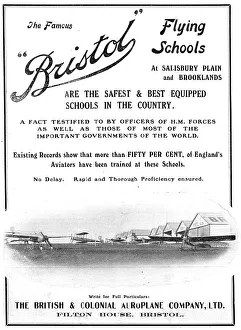 The Famous
"Bristol"
Flying
Schools
At SALISBURY PLAIN
and BROOKLANDS
ARE THE SAFEST & BEST EQUIPPED
SCHOOLS IN THE COUNTRY.
A FACT TESTIFIED TO BY OFFICERS OF H.M. FORCES
AS WELL AS THOSE OF MOST OF THE
IMPORTANT GOVERNMENTS OF THE WORLD.
Existing Records show that more than FIFTY PER CENT, of England's
Aviators have been trained at these Schools.
No Delay. Rapid and Thorough Proficiency ensured.
Write for Full Particulars:
THE BRITISH & COLONIAL AEROPLANE COMPANY, LTD.
FILTON HOUSE, BRISTOL.